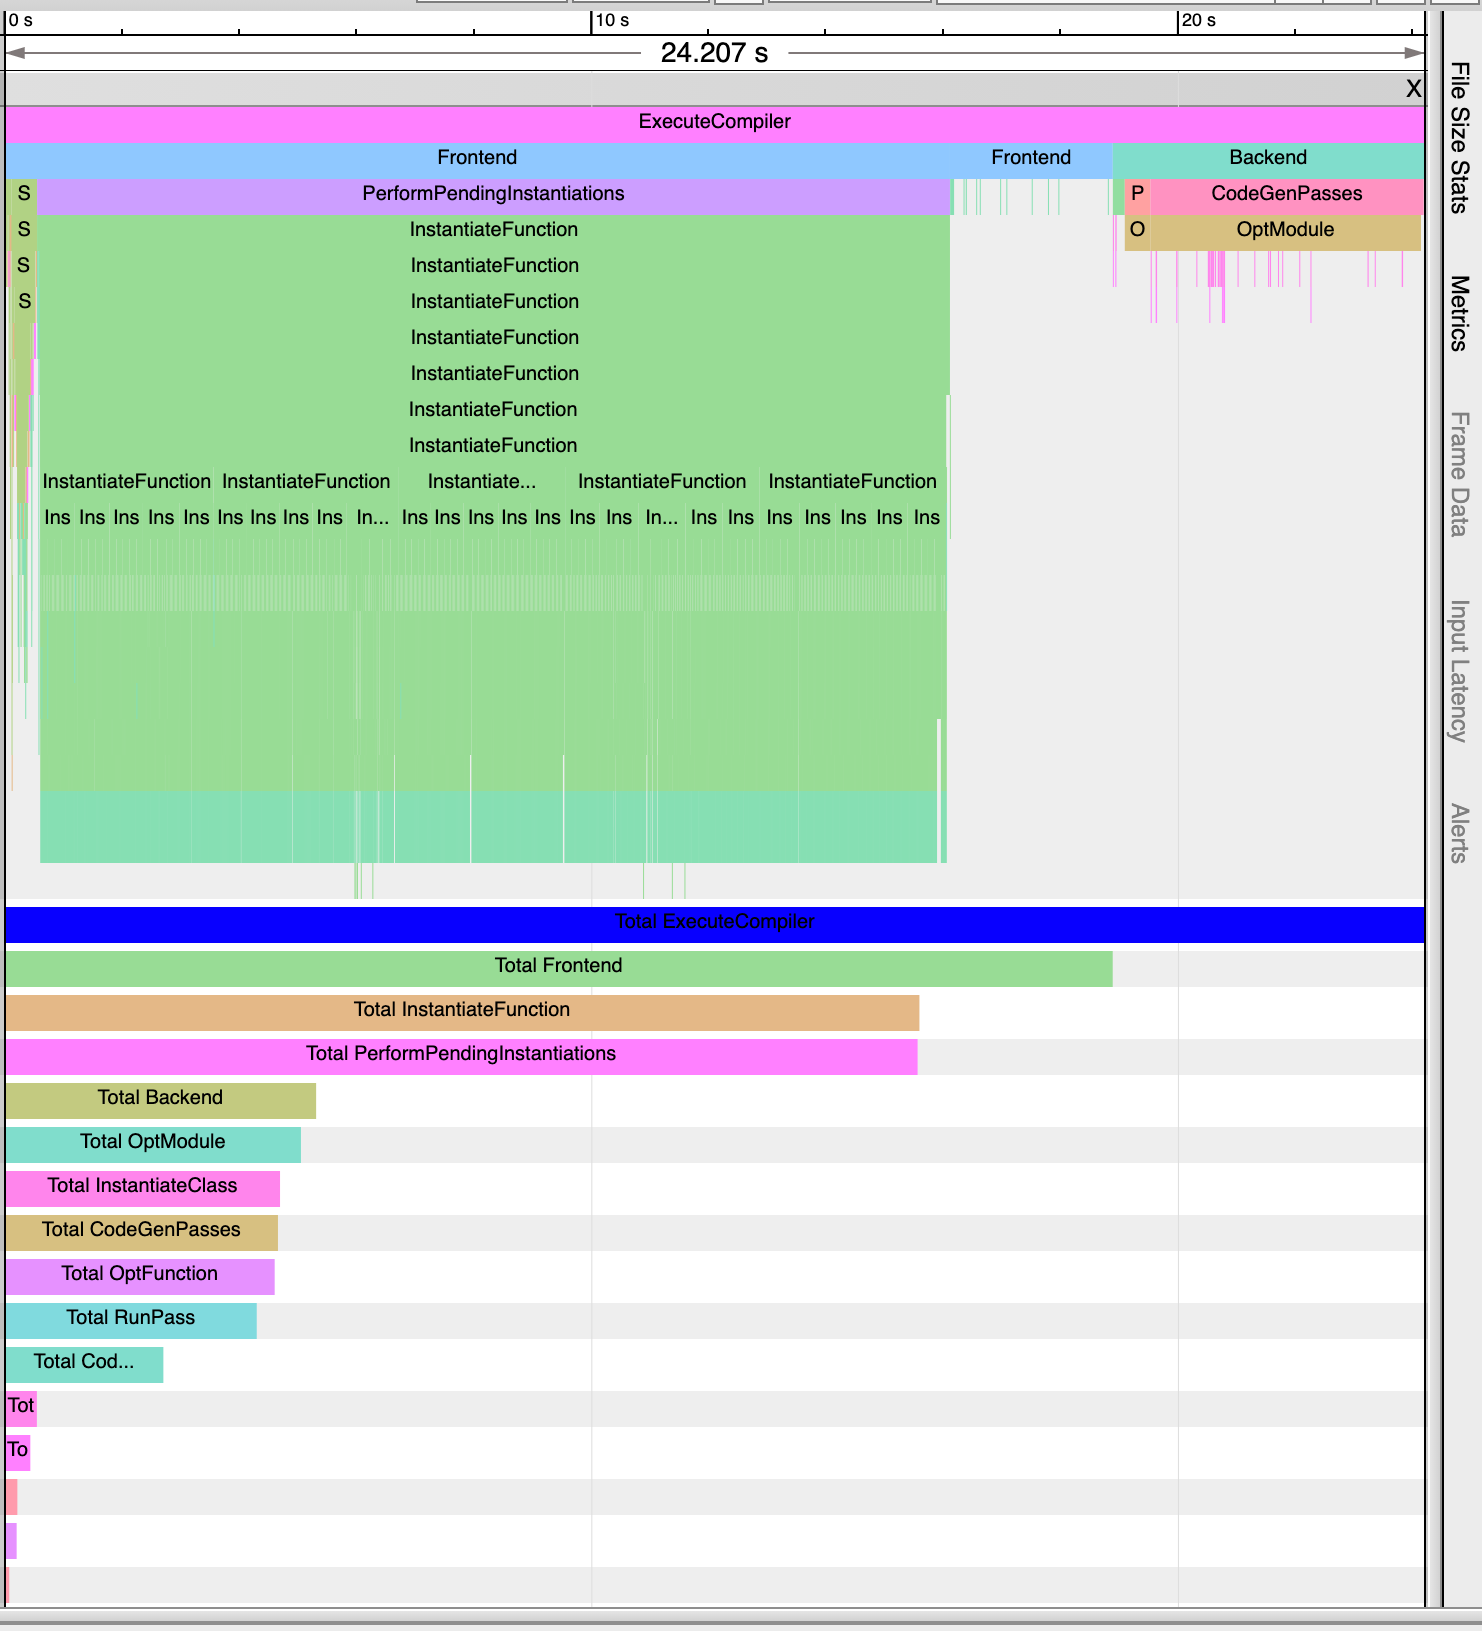 0 s 10 s 20 s
24.207 s
X
ExecuteCompiler
Frontend Frontend Backend
S PerformPendingInstantiations P CodeGenPasses
S InstantiateFunction O OptModule
S InstantiateFunction
S InstantiateFunction
InstantiateFunction
InstantiateFunction
InstantiateFunction
InstantiateFunction
InstantiateFunction InstantiateFunction Instantiate... InstantiateFunction InstantiateFunction
Ins Ins Ins Ins Ins Ins Ins Ins Ins In... Ins Ins Ins Ins Ins Ins Ins In... Ins Ins Ins Ins Ins Ins Ins
Total ExecuteCompiler
Total Frontend
Total InstantiateFunction
Total PerformPendingInstantiations
Total Backend
Total OptModule
Total InstantiateClass
Total CodeGenPasses
Total OptFunction
Total RunPass
Total Cod...
Tot
To
File Size Stats
Metrics
Frame Data
Input Latency
Alerts